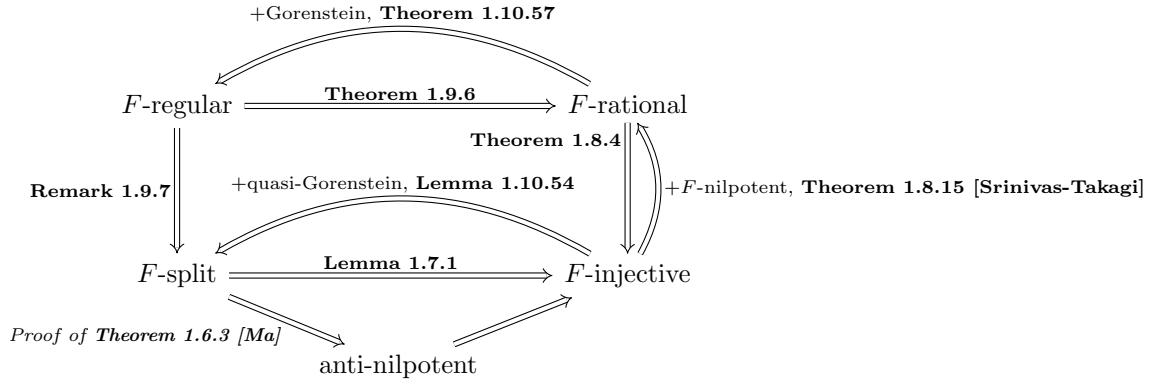 +Gorenstein, Theorem 1.10.57
F-regular
Theorem 1.9.6
F-rational
Theorem 1.8.4
Remark 1.9.7
+quasi-Gorenstein, Lemma 1.10.54
+F-nilpotent, Theorem 1.8.15 [Srinivas-Takagi]
F-split
Lemma 1.7.1
F-injective
Proof of Theorem 1.6.3 [Ma]
anti-nilpotent